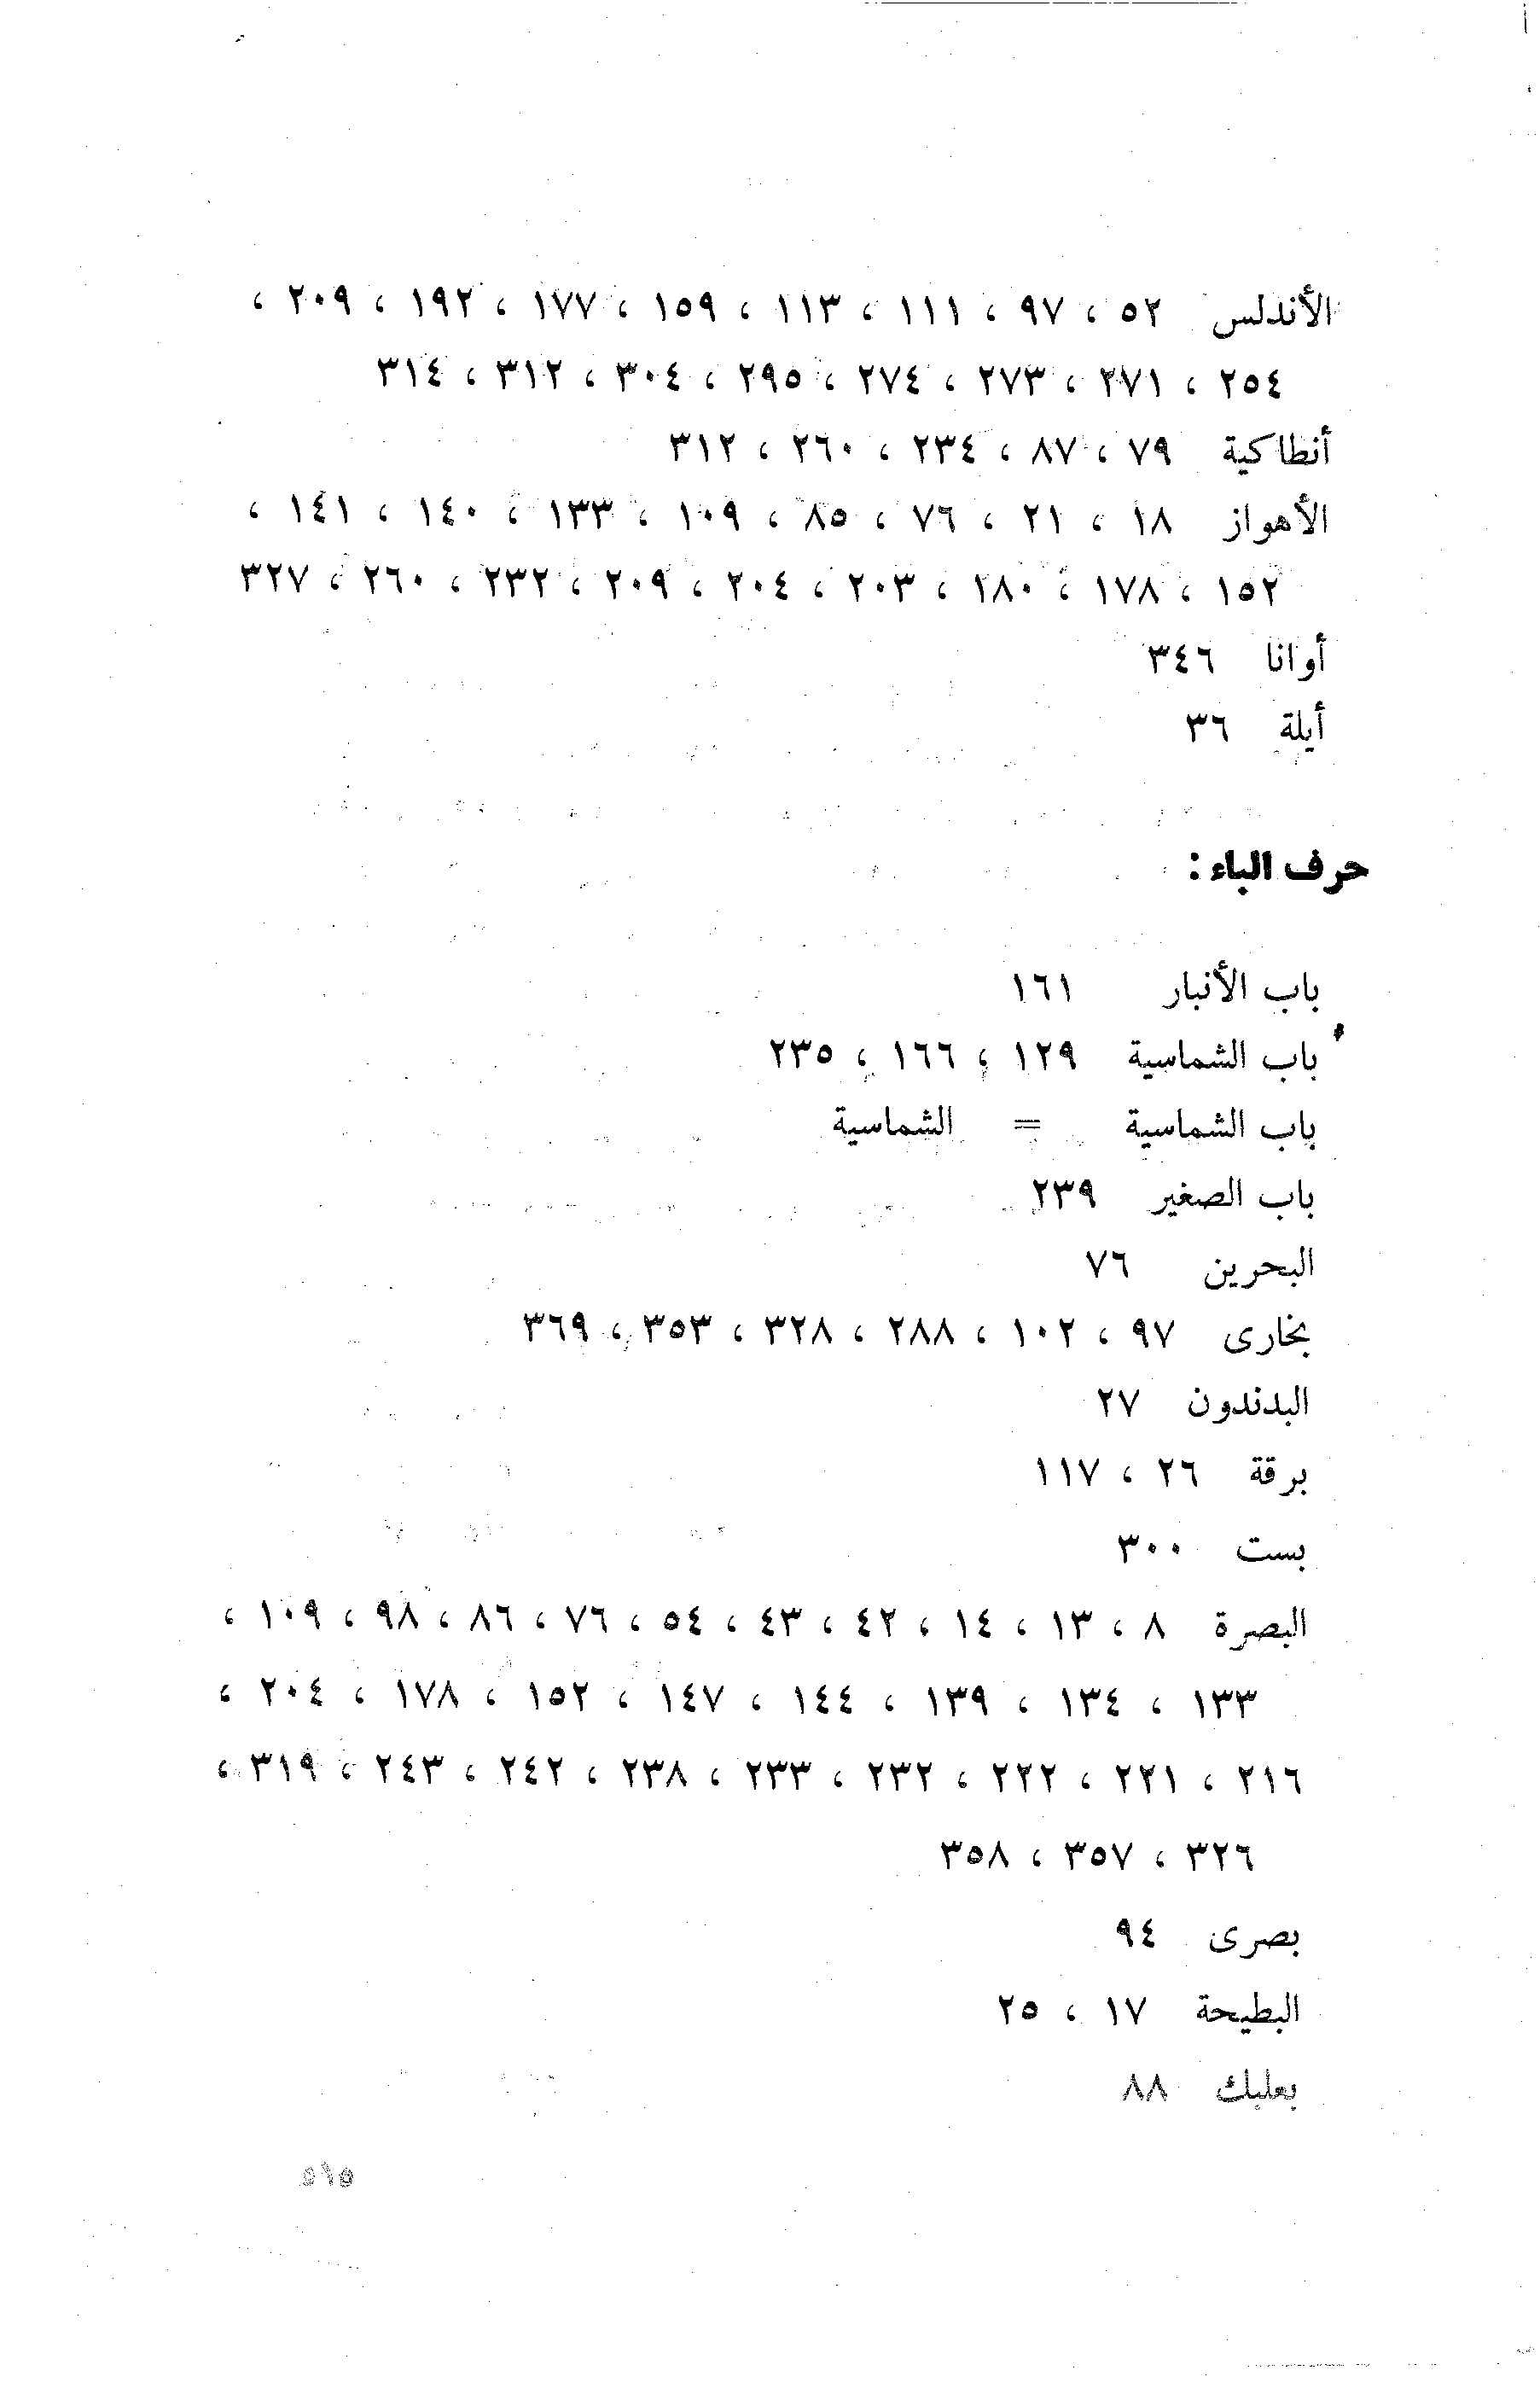 الأندلس ٥٢ ، ٩٧ ، ١١١ ، ١١٣ ، ١٥٩ ، ١٧٧ ، ١٩٢ ، ٢٠٩ ،
٢٥٤ ، ٢٧١ ، ٢٧٣ ، ٢٧٤ ، ٢٩٥ ، ٣٠٤ ، ٣١٢ ، ٣١٤
أنطاكية ٧٩ ، ٨٧ ، ٢٣٤ ، ٢٦٠ ، ٣١٢
الأهواز ١٨ ، ٢١ ، ٧٦ ، ٨٥ ، ١٠٩ ، ١٣٣ ، ١٤٠ ، ١٤١ ،
١٥٢ ، ١٧٨ ، ١٨٠ ، ٢٠٣ ، ٢٠٤ ، ٢٠٩ ، ٢٣٢ ، ٢٦٠ ، ٣٢٧
أوانا ٣٤٦
أيلة ٣٦
حرف الباء :
باب الأنبار ١٦١
باب الشماسية ١٢٩ ، ١٦٦ ، ٢٣٥
باب الشماسية = الشماسية
باب الصغير ٢٣٩
البحرين ٧٦
بخارى ٩٧ ، ١٠٢ ، ٢٨٨ ، ٣٢٨ ، ٣٥٣ ، ٣٦٩
البدندون ٢٧
برقة ٢٦ ، ١١٧
بست ٣٠٠
البصرة ٨ ، ١٣ ، ١٤ ، ٤٢ ، ٤٣ ، ٥٤ ، ٧٦ ، ٨٦ ، ٩٨ ، ١٠٩ ،
١٣٣ ، ١٣٤ ، ١٣٩ ، ١٤٤ ، ١٤٧ ، ١٥٢ ، ١٧٨ ، ٢٠٤ ،
٢١٦ ، ٢٢١ ، ٢٢٢ ، ٢٣٢ ، ٢٣٣ ، ٢٣٨ ، ٢٤٢ ، ٢٤٣ ، ٣١٩ ،
٣٢٦ ، ٣٥٧ ، ٣٥٨
بصرى ٩٤
البطيحة ١٧ ، ٢٥
بعلبك ٨٨
٥١٥